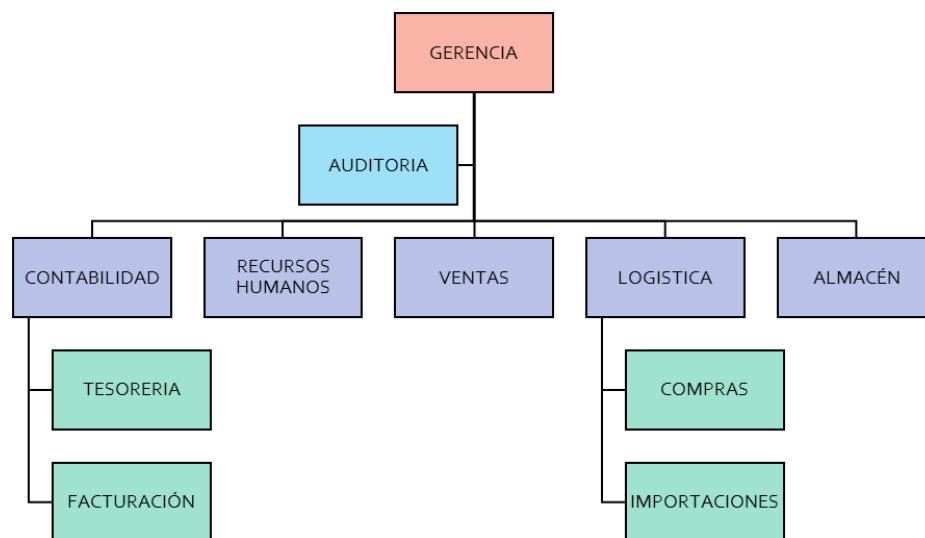 GERENCIA
AUDITORIA
CONTABILIDAD
RECURSOS
HUMANOS
VENTAS
LOGISTICA
ALMACÉN
TESORERIA
COMPRAS
FACTURACIÓN
IMPORTACIONES